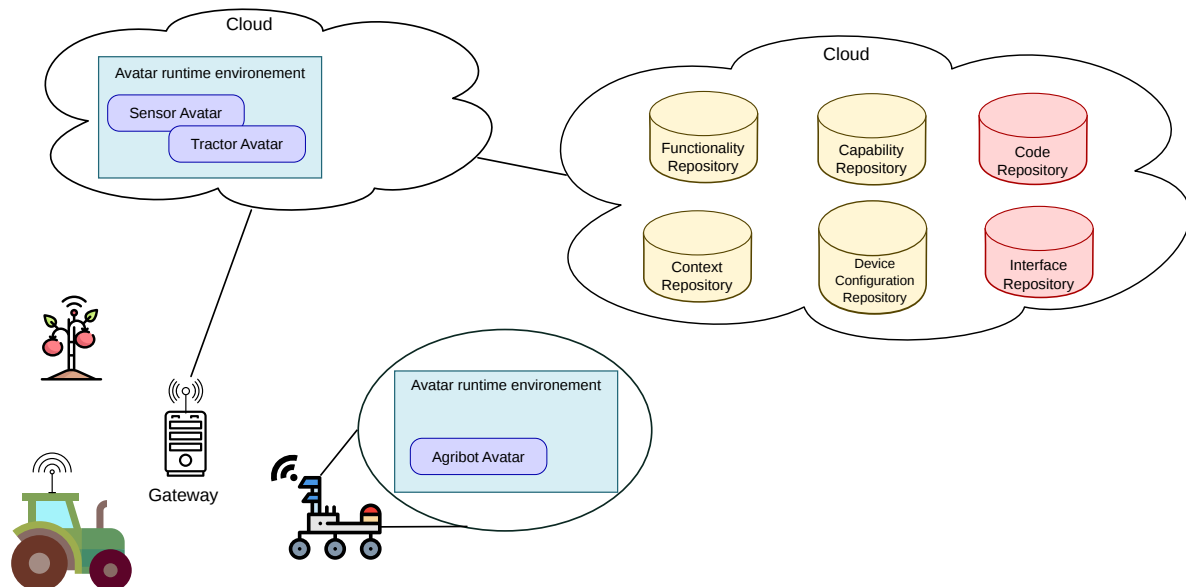 Cloud
Avatar runtime environement
Sensor Avatar
Tractor Avatar
Cloud
Functionality
Repository
Capability
Repository
Code
Repository
Context
Repository
Device
Configuration
Repository
Interface
Repository
Gateway
Avatar runtime environement
Agribot Avatar